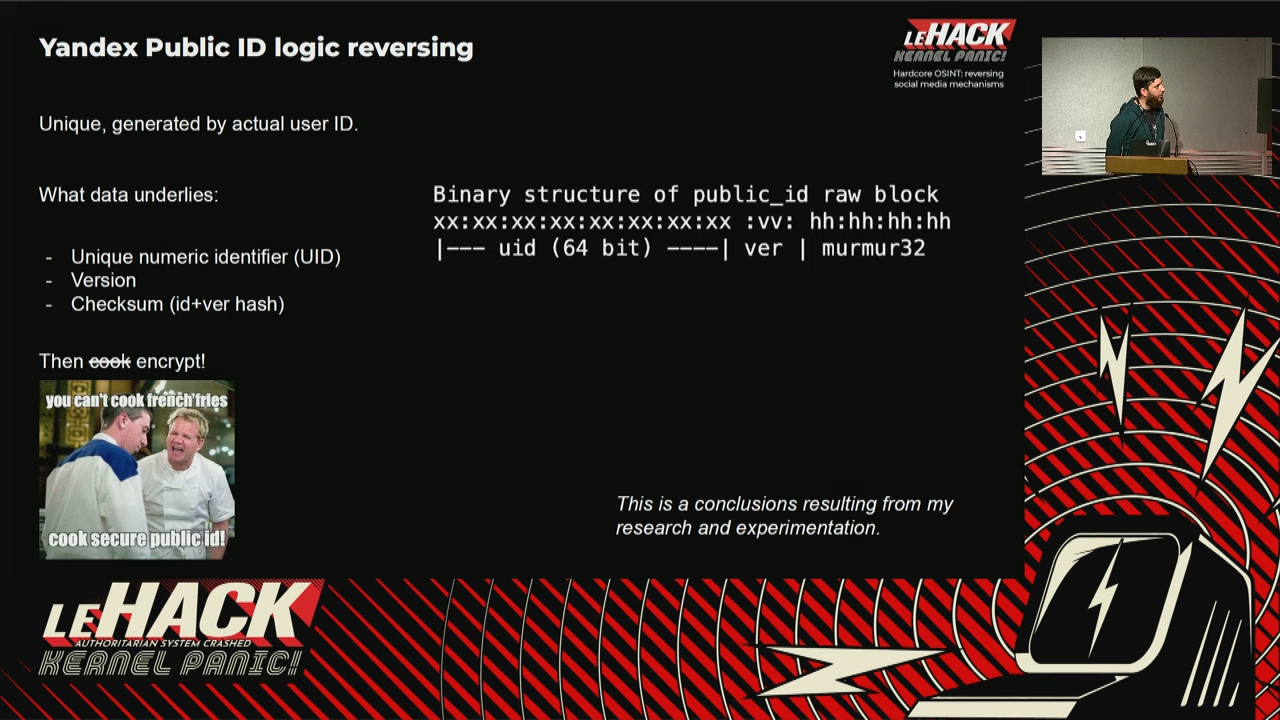 Yandex Public ID logic reversing
LEHACK
KERNEL PANIC!
Hardcore OSINT: reversing
social media mechanisms
Unique, generated by actual user ID.
What data underlies:
- Unique numeric identifier (UID)
- Version
- Checksum (id+ver hash)
Binary structure of public_id raw block
xx:xx:xx:xx:xx:xx:xx:xx :vv: hh:hh:hh:hh
|--- uid (64 bit) ----| ver | murmur32
Then cook encrypt!
you can't cook french fries
cook secure public id!
This is a conclusions resulting from my
research and experimentation.
LEHACK
AUTHORITARIAN SYSTEM CRASHED
KERNEL PANIC!